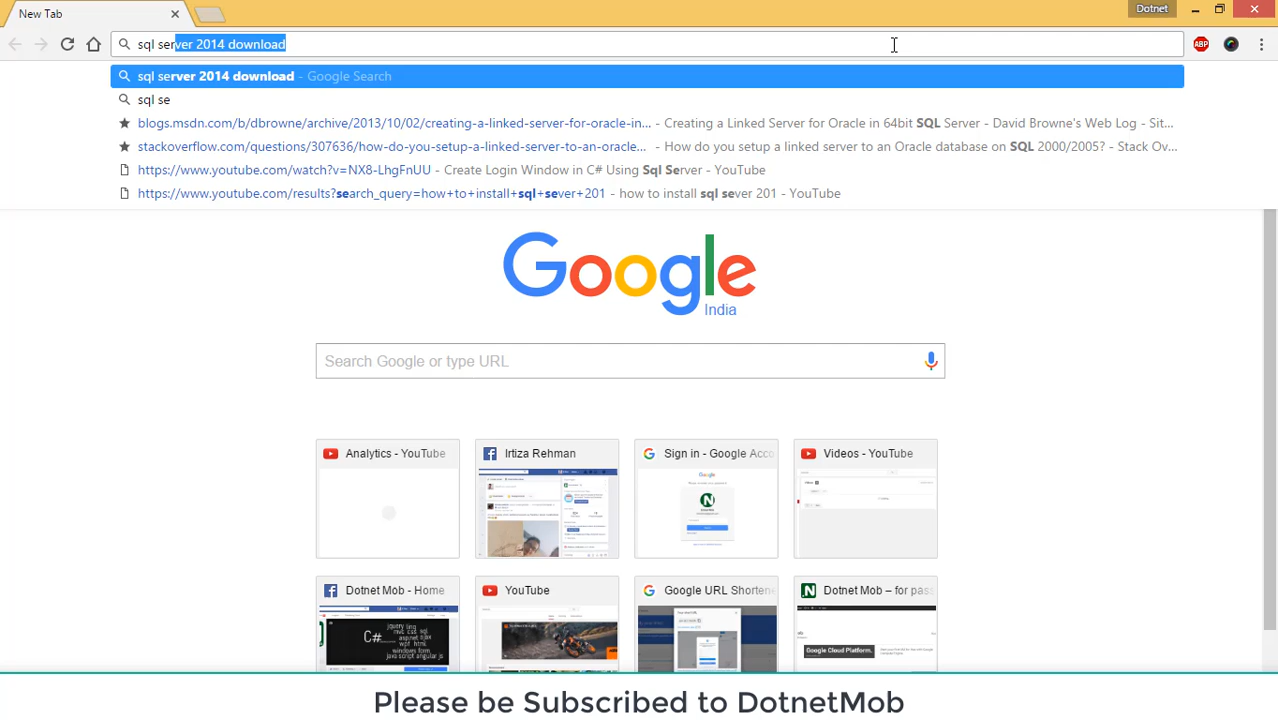 New Tab
Dotnet
sql server 2014 download
ABP
sql server 2014 download - Google Search
sql se
blogs.msdn.com/b/dbrowne/archive/2013/10/02/creating-a-linked-server-for-oracle-in... - Creating a Linked Server for Oracle in 64bit SQL Server - David Browne's Web Log - Sit...
stackoverflow.com/questions/307636/how-do-you-setup-a-linked-server-to-an-oracle... - How do you setup a linked server to an Oracle database on SQL 2000/2005? - Stack Ov...
https://www.youtube.com/watch?v=NX8-LhgFnUU - Create Login Window in C# Using Sql Server - YouTube
https://www.youtube.com/results?search_query=how+to+install+sql+sever+201 - how to install sql sever 201 - YouTube
Google
India
Search Google or type URL
Analytics - YouTube
Irtiza Rehman
Sign in - Google Acco
Videos - YouTube
Dotnet Mob - Home
YouTube
Google URL Shortene
Dotnet Mob – for pas
C#
Google Cloud Platform.
Please be Subscribed to DotnetMob